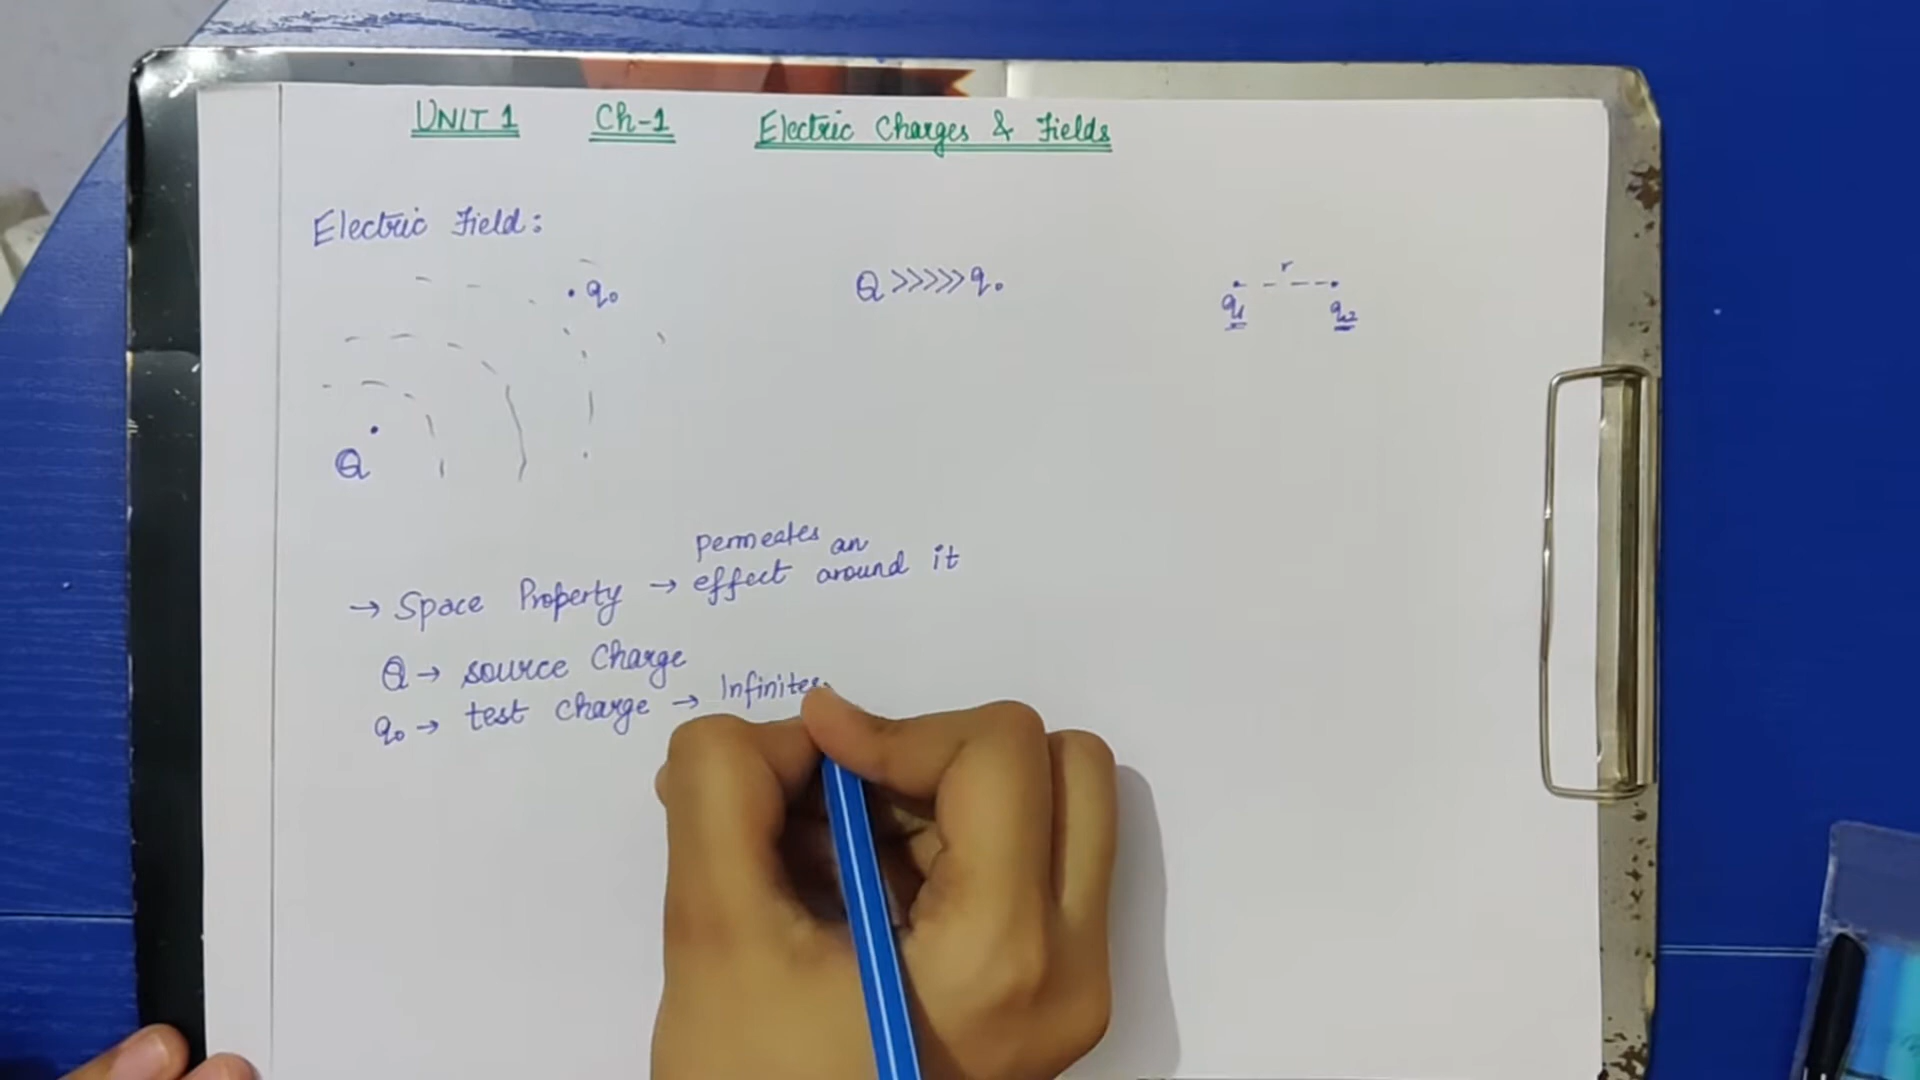 UNIT 1 Ch-1 Electric Charges & Fields
Electric Field:
• q₀
Q >>>>> q₀
r
q₁ q₂
Q
permeates an
→ Space Property → effect around it
Q → source Charge
q₀ → test charge → Infinites